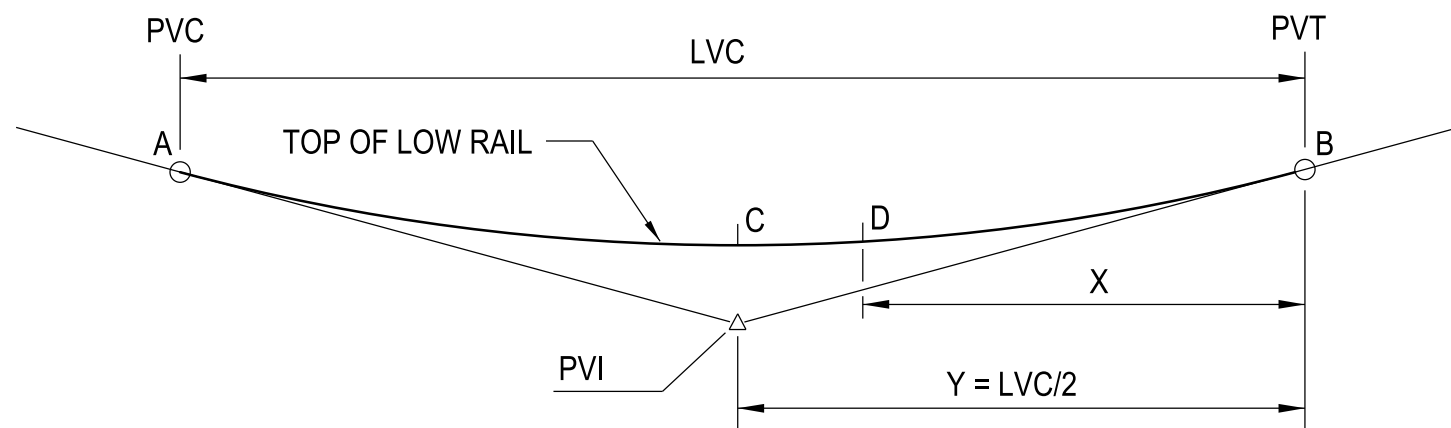 PVC
PVT
LVC
A
TOP OF LOW RAIL
B
C
D
X
PVI
Y = LVC/2